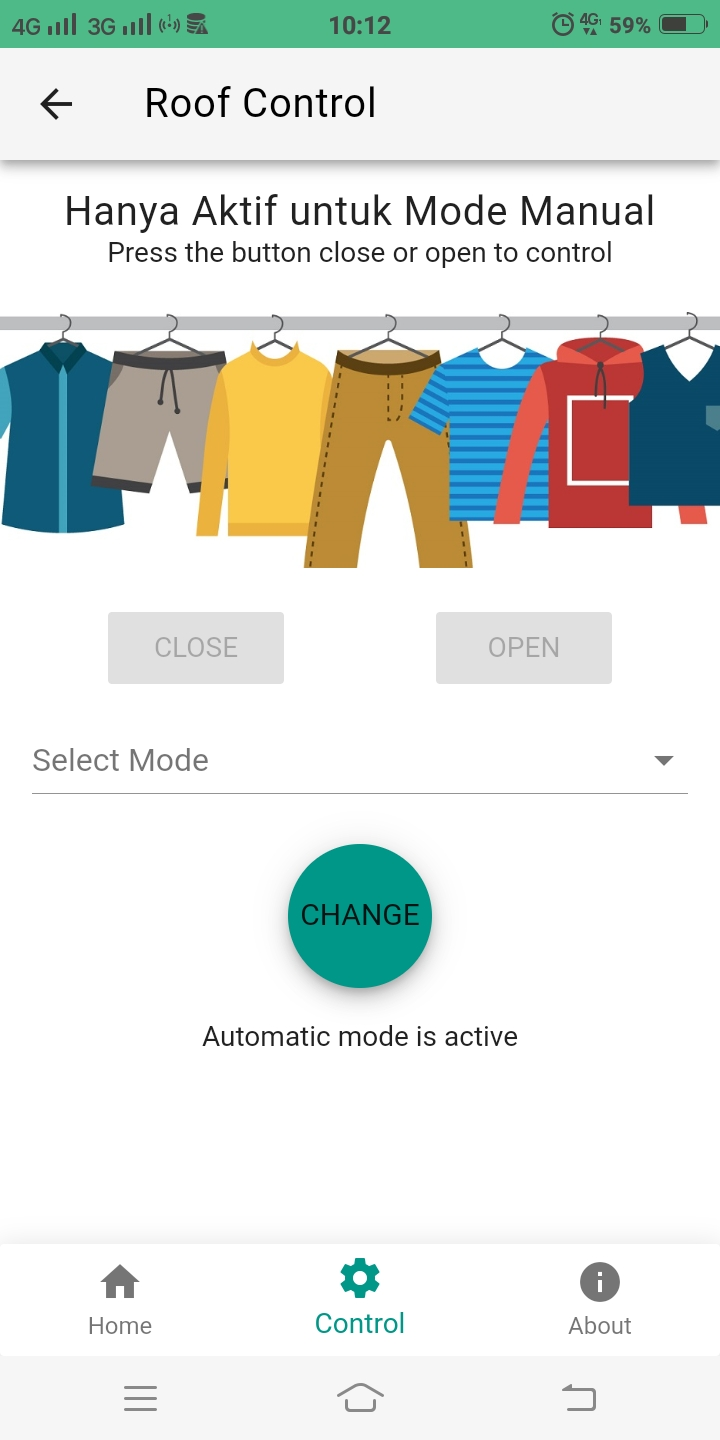 4G 3G 10:12 4G 59%
Roof Control
Hanya Aktif untuk Mode Manual
Press the button close or open to control
CLOSE OPEN
Select Mode
CHANGE
Automatic mode is active
Home Control About